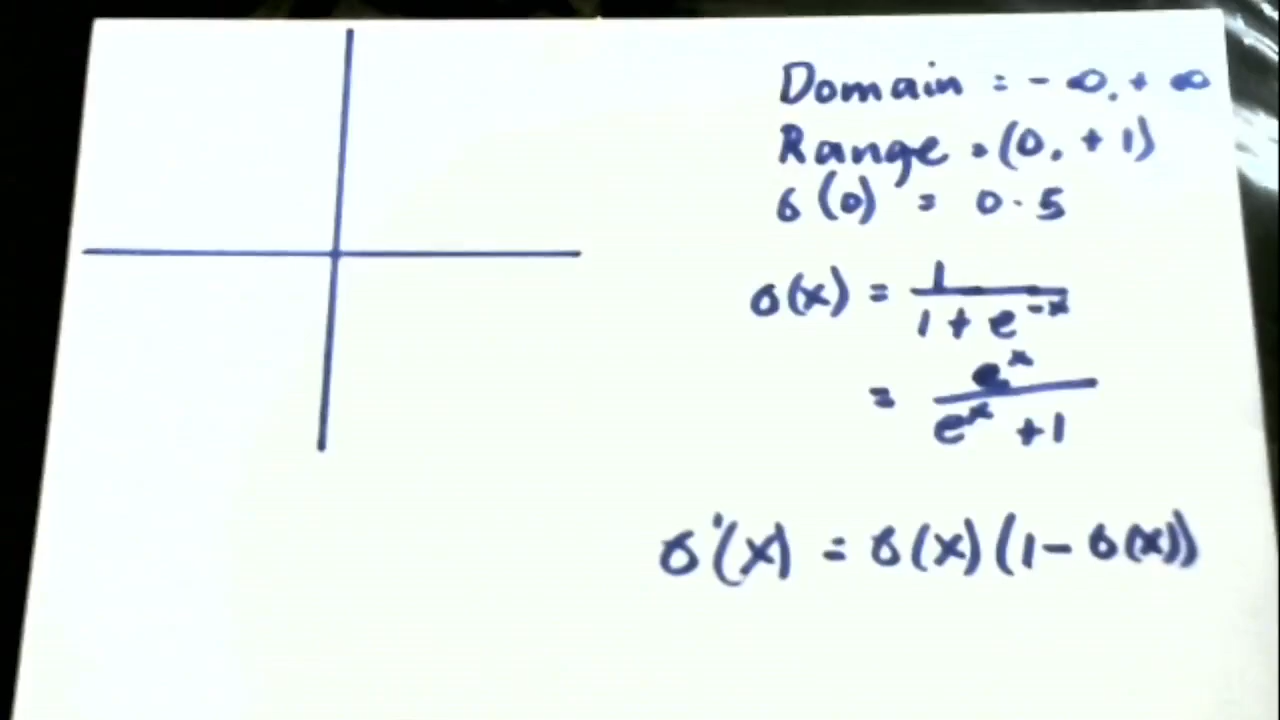 Domain : -∞, +∞
Range = (0, +1)
σ(0) = 0.5
σ(x) = 1
1 + e^-x
= e^x
e^x + 1
σ'(x) = σ(x)(1 - σ(x))